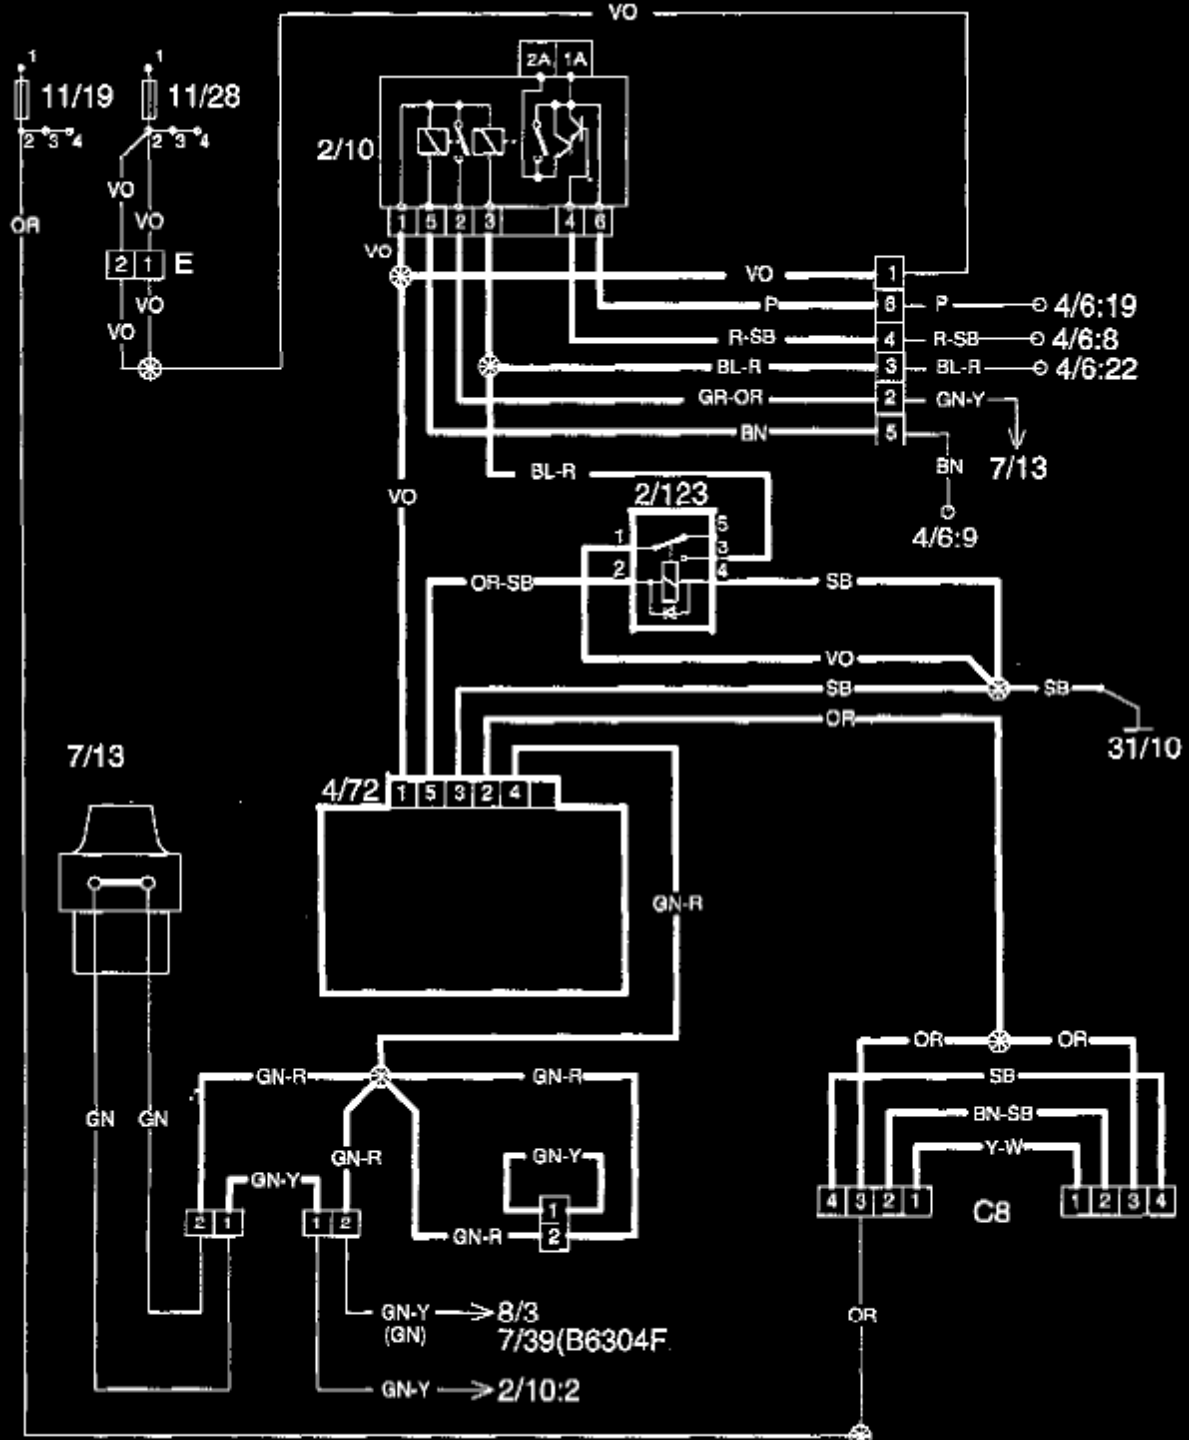 VO
1 1 2A 1A
11/19 11/28
2 3 4 2 3 4
2/10
VO
OR VO
1 5 2 3 4 6
2 1 E
VO
VO 1
VO
VO
P 6 P 4/6:19
R-SB 4 R-SB 4/6:8
BL-R 3 BL-R 4/6:22
GR-OR 2 GN-Y
BN 5
BN 7/13
BL-R
VO
2/123
4/6:9
1 5
3
2 4
OR-SB SB
VO
SB SB
OR
31/10
7/13
4/72 1 5 3 2 4
GN-R
OR OR
GN-R GN-R SB
GN GN BN-SB
GN-R GN-Y Y-W
GN-Y
4 3 2 1 C8 1 2 3 4
2 1 1 2 1
GN-R 2
GN-Y 8/3
(GN) 7/39(B6304F
OR
GN-Y 2/10:2